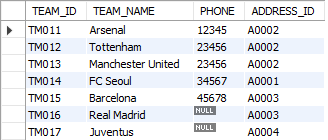 TEAM_ID TEAM_NAME PHONE ADDRESS_ID
TM011 Arsenal 12345 A0002
TM012 Tottenham 23456 A0002
TM013 Manchester United 23456 A0002
TM014 FC Seoul 34567 A0001
TM015 Barcelona 45678 A0003
TM016 Real Madrid NULL A0003
TM017 Juventus NULL A0004